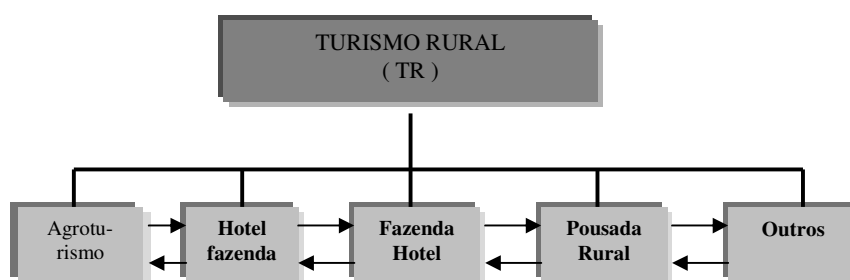 TURISMO RURAL
( TR )
Agrotu-
rismo
Hotel
fazenda
Fazenda
Hotel
Pousada
Rural
Outros